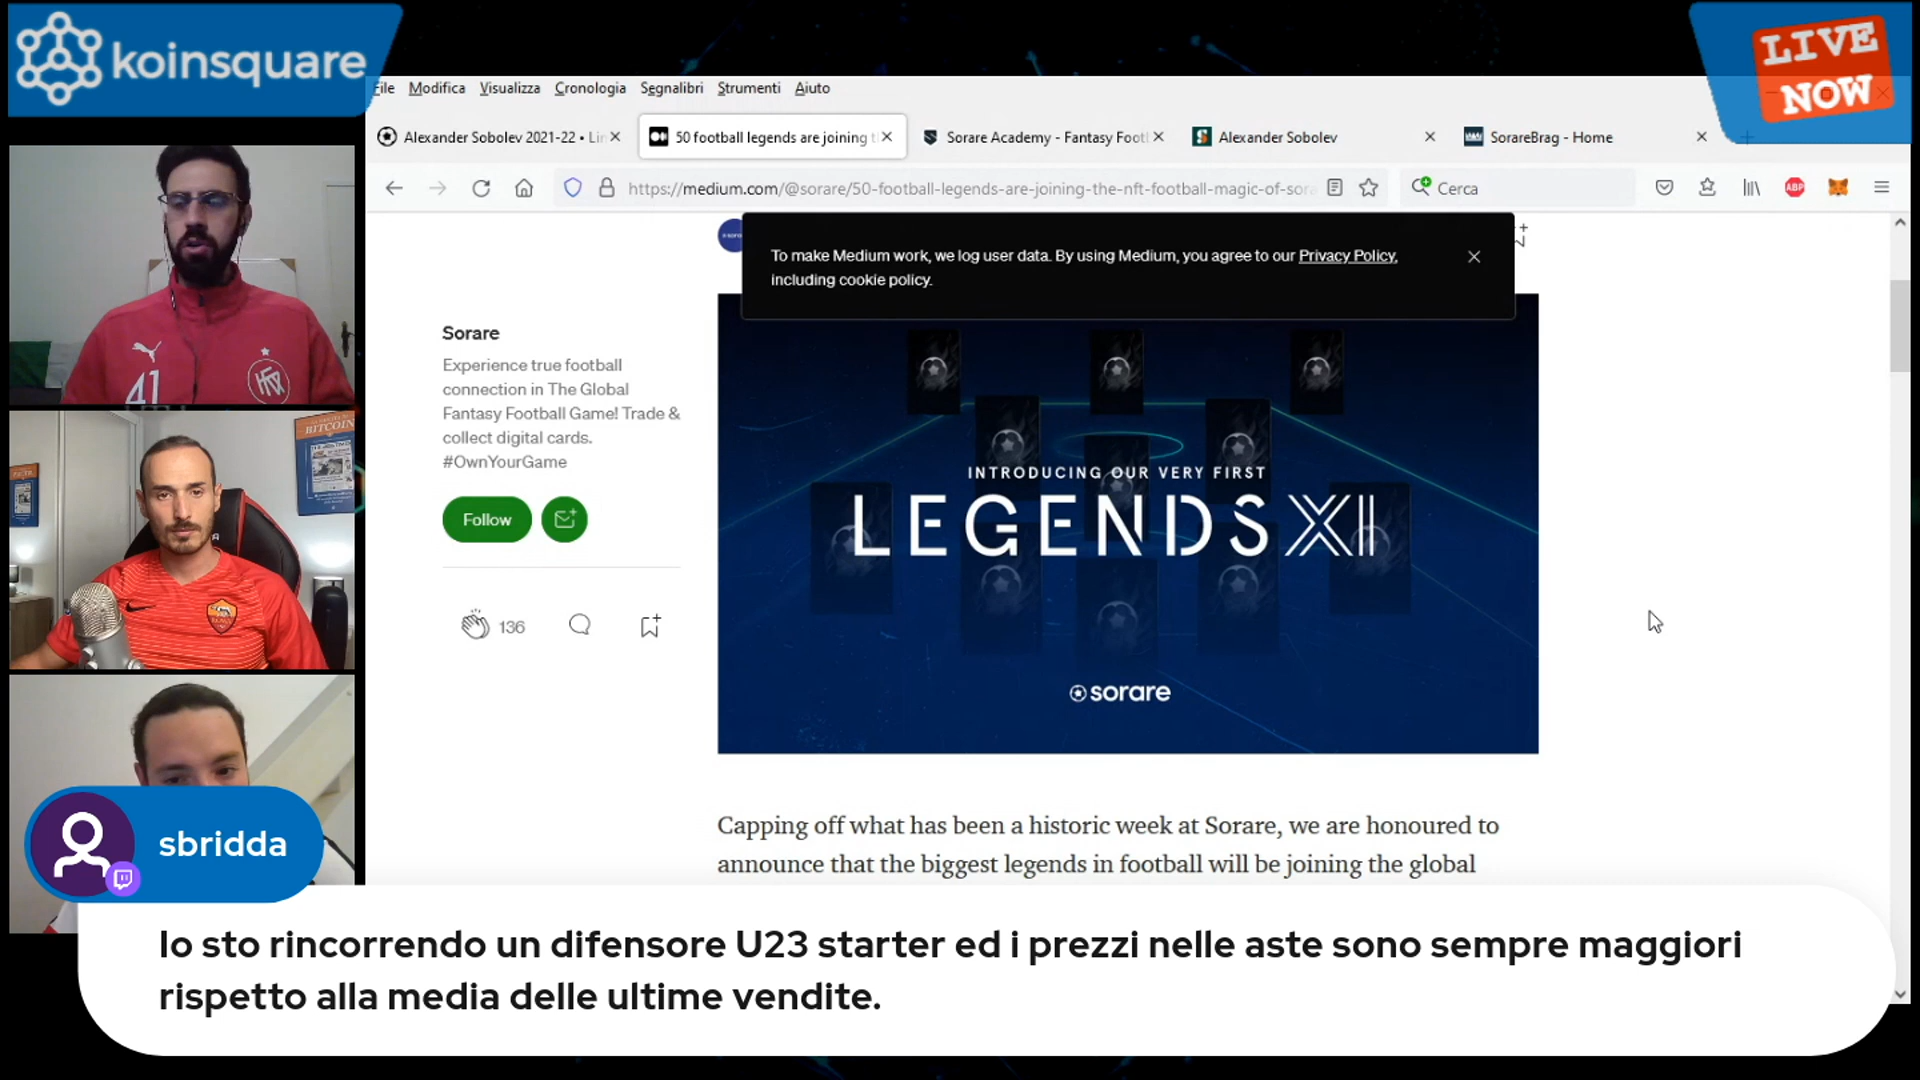 koinsquare
LIVE
NOW
File Modifica Visualizza Cronologia Segnalibri Strumenti Aiuto
Alexander Sobolev 2021-22 • Lin
50 football legends are joining t
Sorare Academy - Fantasy Foot
Alexander Sobolev
SorareBrag - Home
https://medium.com/@sorare/50-football-legends-are-joining-the-nft-football-magic-of-sora
Cerca
ABP
To make Medium work, we log user data. By using Medium, you agree to our Privacy Policy,
including cookie policy.
Sorare
Experience true football
connection in The Global
Fantasy Football Game! Trade &
collect digital cards.
#OwnYourGame
Follow
136
INTRODUCING OUR VERY FIRST
LEGENDS XI
sorare
Capping off what has been a historic week at Sorare, we are honoured to
announce that the biggest legends in football will be joining the global
41
BITCOIN
sbridda
Io sto rincorrendo un difensore U23 starter ed i prezzi nelle aste sono sempre maggiori
rispetto alla media delle ultime vendite.